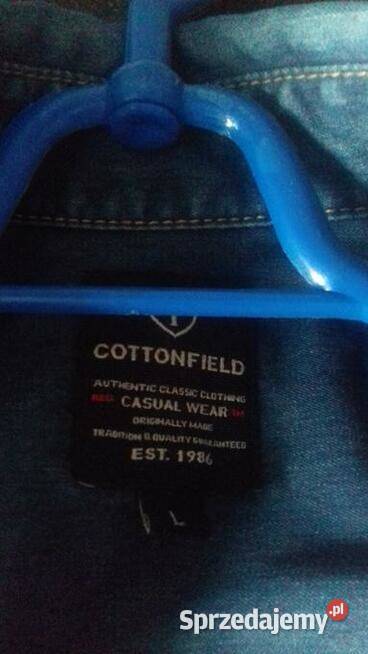 COTTONFIELD
AUTHENTIC CLASSIC CLOTHING
CASUAL WEAR
ORIGINALLY MADE
TRADITION & QUALITY GUARANTEED
EST. 1986
L
Sprzedajemy.pl